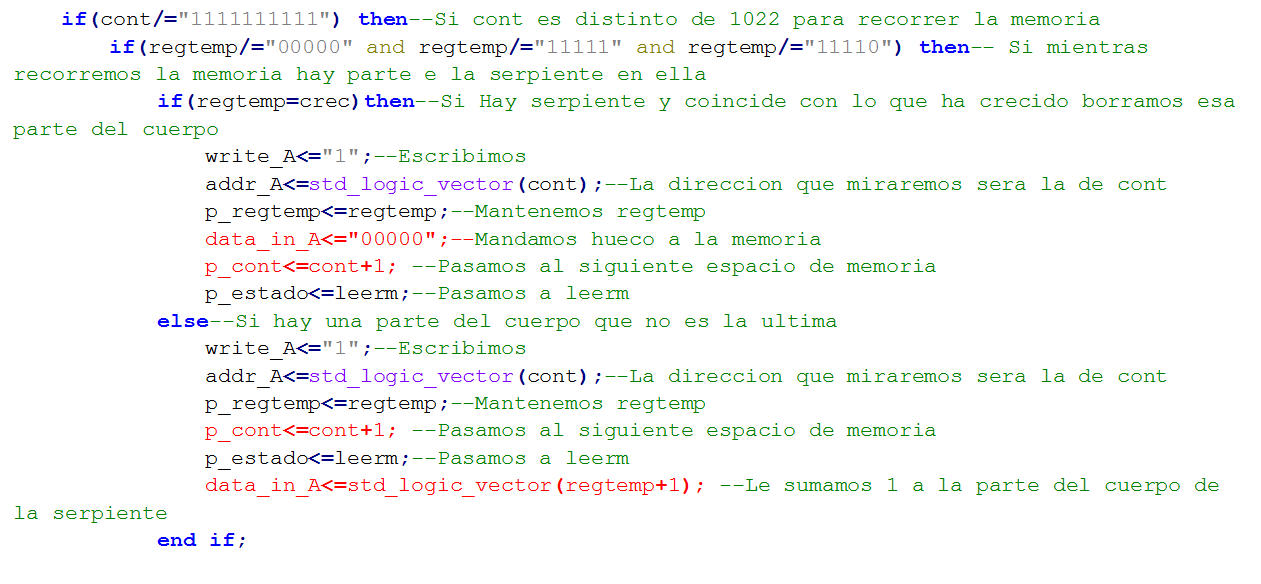 if(cont/="1111111111") then--Si cont es distinto de 1022 para recorrer la memoria
if(regtemp/="00000" and regtemp/="11111" and regtemp/="11110") then-- Si mientras
recorremos la memoria hay parte e la serpiente en ella
if(regtemp=crec)then--Si Hay serpiente y coincide con lo que ha crecido borramos esa
parte del cuerpo
write_A<="1";--Escribimos
addr_A<=std_logic_vector(cont);--La direccion que miraremos sera la de cont
p_regtemp<=regtemp;--Mantenemos regtemp
data_in_A<="00000";--Mandamos hueco a la memoria
p_cont<=cont+1; --Pasamos al siguiente espacio de memoria
p_estado<=leerm;--Pasamos a leerm
else--Si hay una parte del cuerpo que no es la ultima
write_A<="1";--Escribimos
addr_A<=std_logic_vector(cont);--La direccion que miraremos sera la de cont
p_regtemp<=regtemp;--Mantenemos regtemp
p_cont<=cont+1; --Pasamos al siguiente espacio de memoria
p_estado<=leerm;--Pasamos a leerm
data_in_A<=std_logic_vector(regtemp+1); --Le sumamos 1 a la parte del cuerpo de
la serpiente
end if;